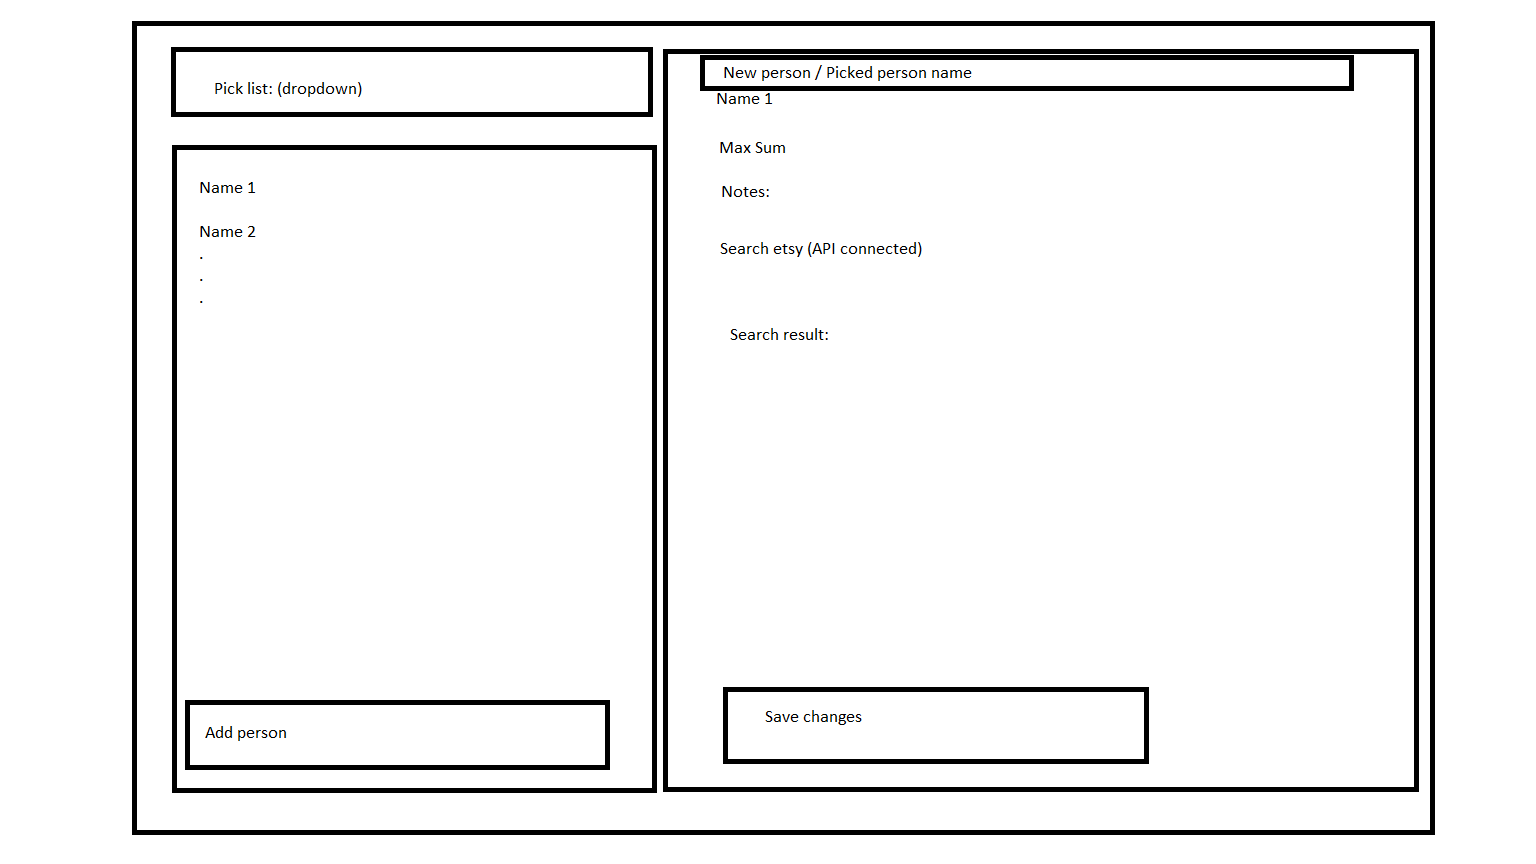 Pick list: (dropdown)
Name 1
Name 2
.
.
.
Add person
New person / Picked person name
Name 1
Max Sum
Notes:
Search etsy (API connected)
Search result:
Save changes